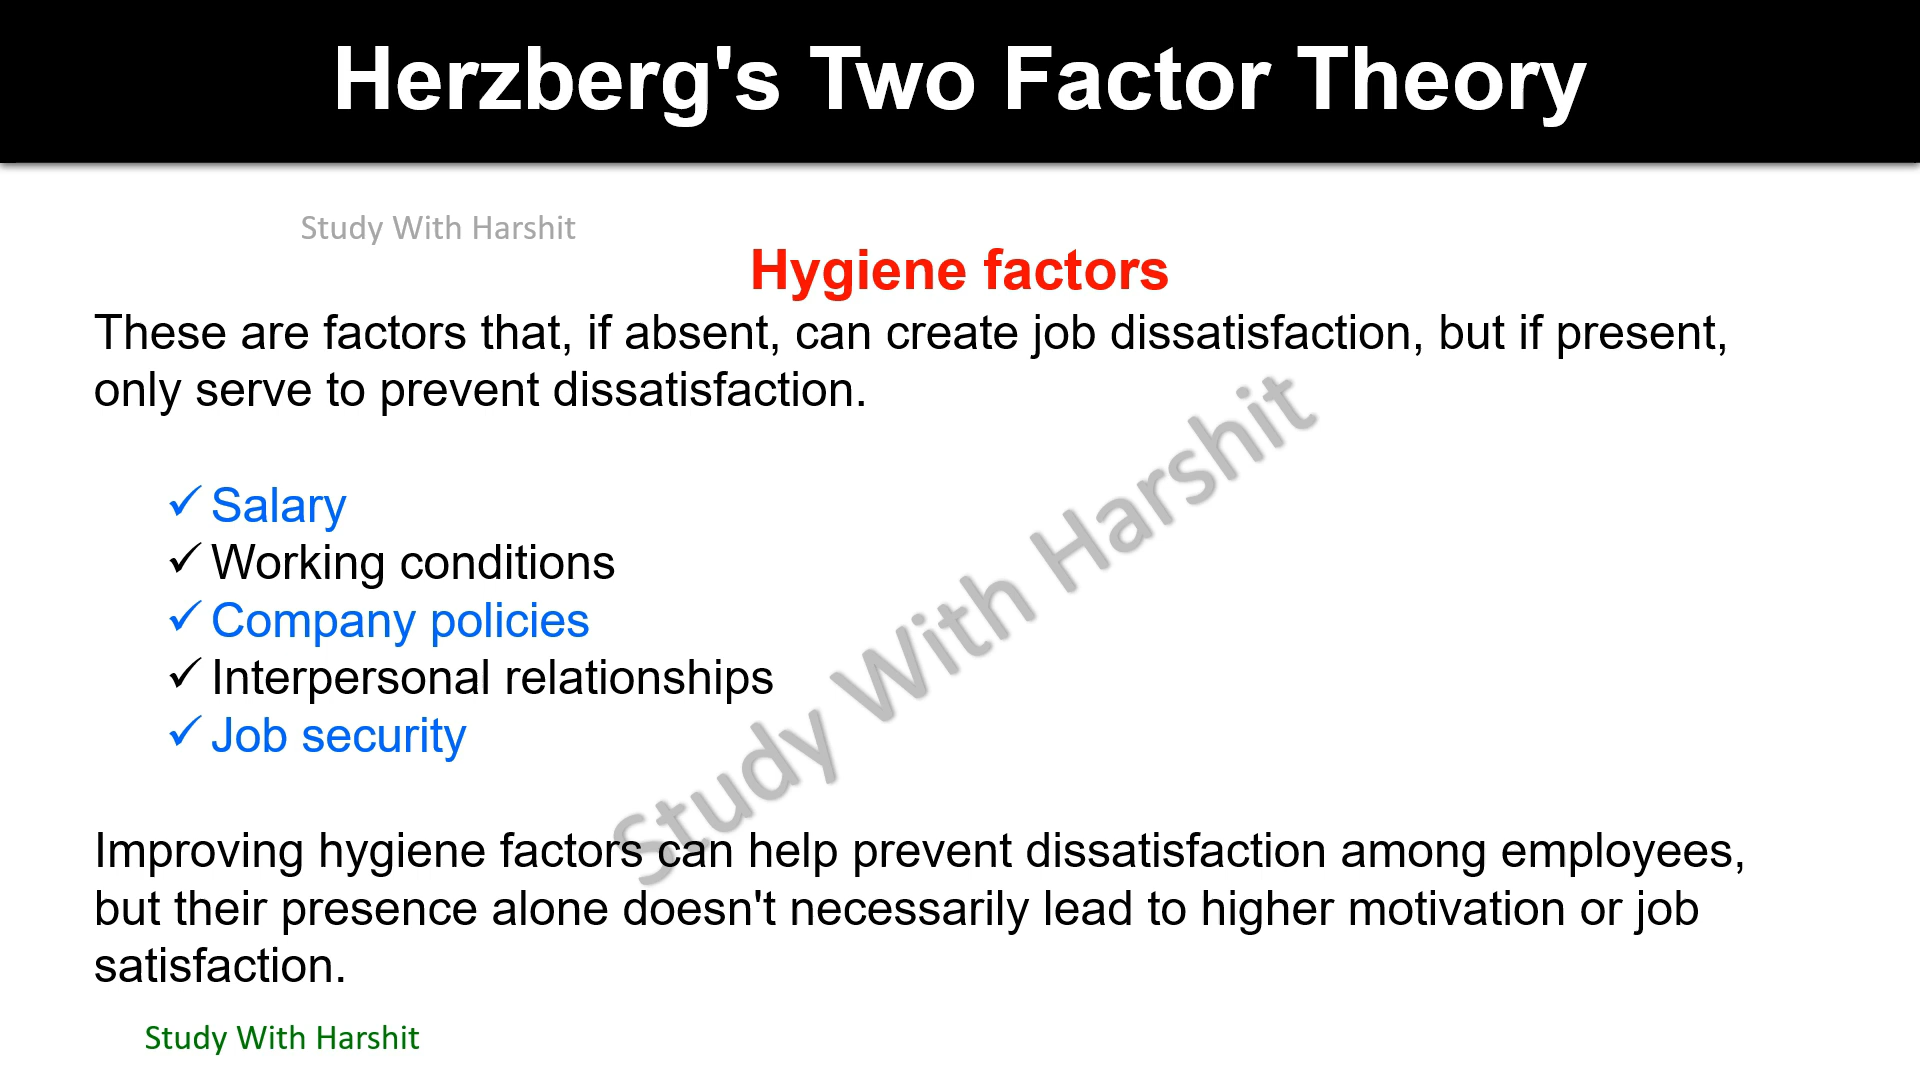 Herzberg's Two Factor Theory
Study With Harshit
Hygiene factors
These are factors that, if absent, can create job dissatisfaction, but if present,
only serve to prevent dissatisfaction.
✓ Salary
✓ Working conditions
✓ Company policies
✓ Interpersonal relationships
✓ Job security
Study With Harshit
Improving hygiene factors can help prevent dissatisfaction among employees,
but their presence alone doesn't necessarily lead to higher motivation or job
satisfaction.
Study With Harshit